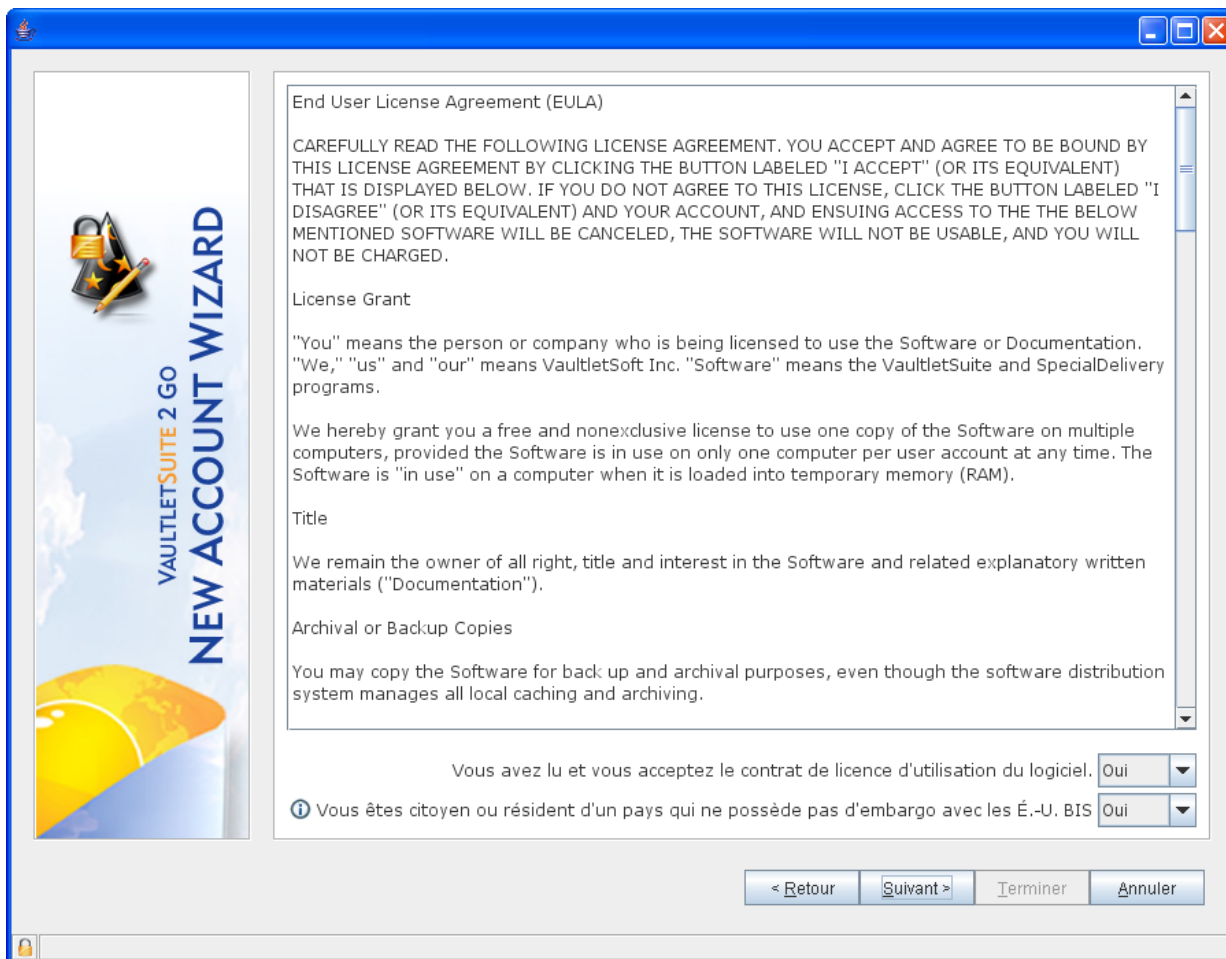 VAULTLETSUITE 2 GO
NEW ACCOUNT WIZARD
End User License Agreement (EULA)
CAREFULLY READ THE FOLLOWING LICENSE AGREEMENT. YOU ACCEPT AND AGREE TO BE BOUND BY
THIS LICENSE AGREEMENT BY CLICKING THE BUTTON LABELED "I ACCEPT" (OR ITS EQUIVALENT)
THAT IS DISPLAYED BELOW. IF YOU DO NOT AGREE TO THIS LICENSE, CLICK THE BUTTON LABELED "I
DISAGREE" (OR ITS EQUIVALENT) AND YOUR ACCOUNT, AND ENSUING ACCESS TO THE THE BELOW
MENTIONED SOFTWARE WILL BE CANCELED, THE SOFTWARE WILL NOT BE USABLE, AND YOU WILL
NOT BE CHARGED.
License Grant
"You" means the person or company who is being licensed to use the Software or Documentation.
"We," "us" and "our" means VaultletSoft Inc. "Software" means the VaultletSuite and SpecialDelivery
programs.
We hereby grant you a free and nonexclusive license to use one copy of the Software on multiple
computers, provided the Software is in use on only one computer per user account at any time. The
Software is "in use" on a computer when it is loaded into temporary memory (RAM).
Title
We remain the owner of all right, title and interest in the Software and related explanatory written
materials ("Documentation").
Archival or Backup Copies
You may copy the Software for back up and archival purposes, even though the software distribution
system manages all local caching and archiving.
Vous avez lu et vous acceptez le contrat de licence d'utilisation du logiciel. Oui
Vous êtes citoyen ou résident d'un pays qui ne possède pas d'embargo avec les É.-U. BIS Oui
< Retour Suivant > Terminer Annuler